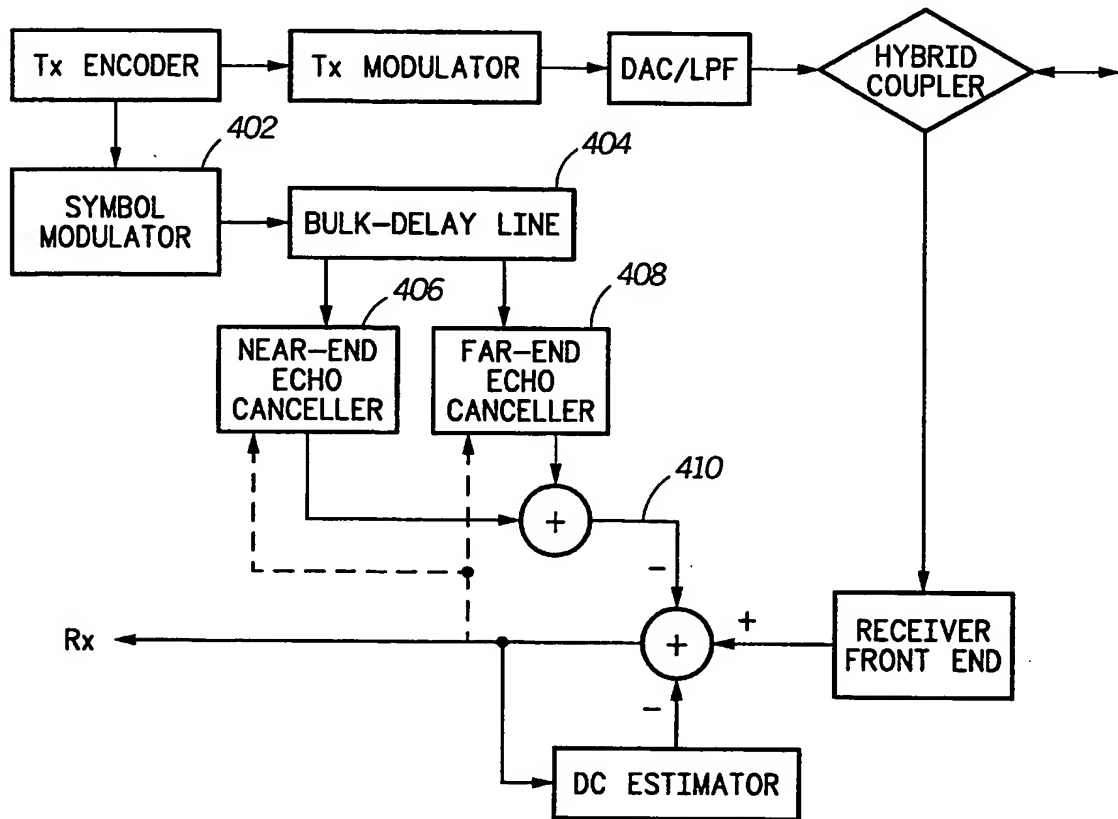 Tx ENCODER
Tx MODULATOR
DAC/LPF
HYBRID
COUPLER
402
404
SYMBOL
MODULATOR
BULK-DELAY LINE
406
408
NEAR-END
ECHO
CANCELLER
FAR-END
ECHO
CANCELLER
+
410
-
Rx
+
+
RECEIVER
FRONT END
-
DC ESTIMATOR